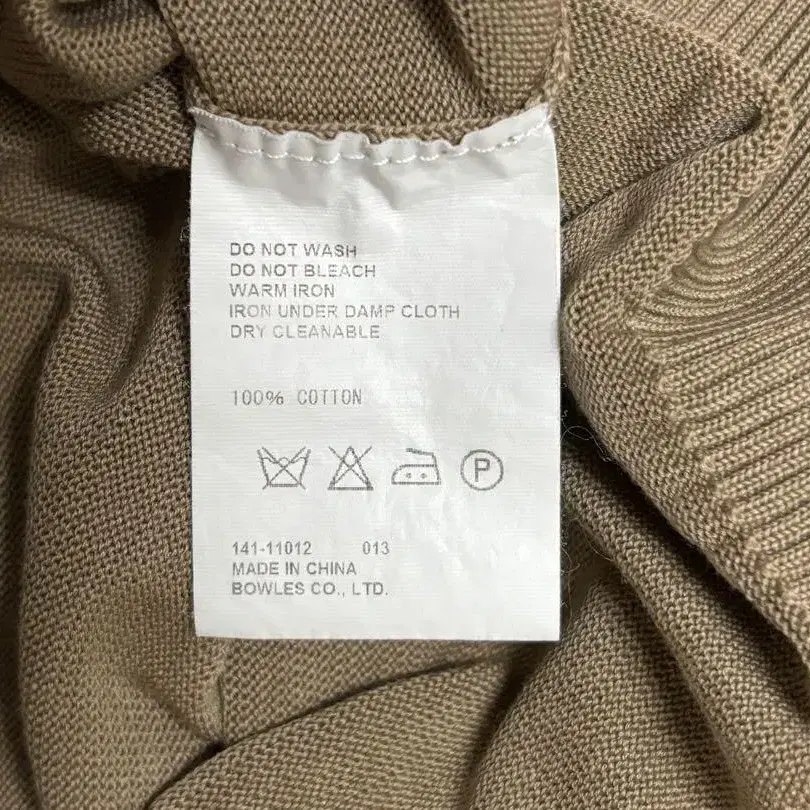 DO NOT WASH
DO NOT BLEACH
WARM IRON
IRON UNDER DAMP CLOTH
DRY CLEANABLE
100% COTTON
P
141-11012 013
MADE IN CHINA
BOWLES CO., LTD.